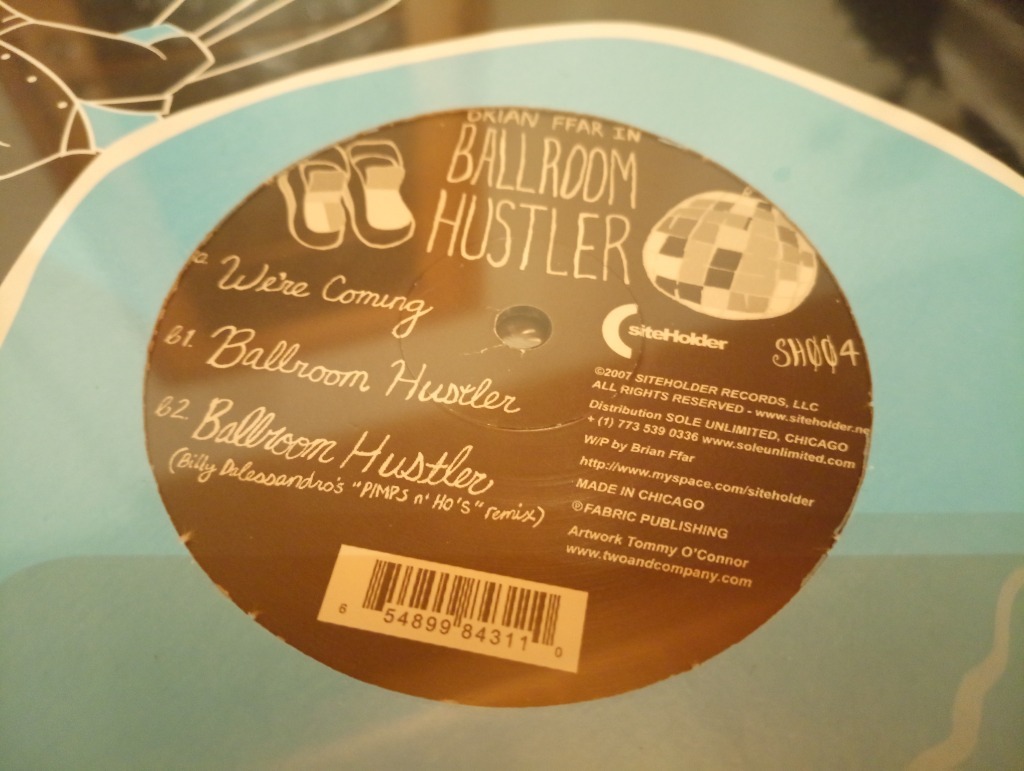 BRIAN FFAR IN
BALLROOM
HUSTLER
a We're Coming
b1. Ballroom Hustler
b2 Ballroom Hustler
(Billy Dalessandro's "PIMPS n' HO'S" remix)
siteHolder
SHØØ4
©2007 SITEHOLDER RECORDS, LLC
ALL RIGHTS RESERVED - www.siteholder.ne
Distribution SOLE UNLIMITED, CHICAGO
+ (1) 773 539 0336 www.soleunlimited.com
W/P by Brian Ffar
http://www.myspace.com/siteholder
MADE IN CHICAGO
℗FABRIC PUBLISHING
Artwork Tommy O'Connor
www.twoandcompany.com
6 54899 84311 0